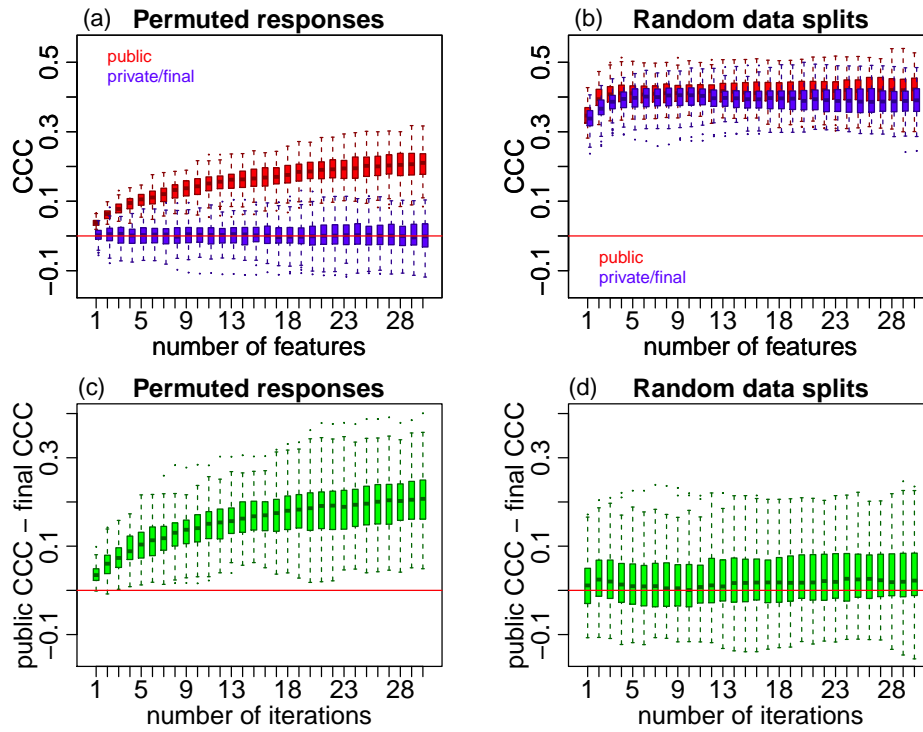 (a) Permuted responses
public
private/final
CCC
0.5
0.3
0.1
−0.1
1 5 9 13 18 23 28
number of features
(b) Random data splits
CCC
0.5
0.3
0.1
−0.1
public
private/final
1 5 9 13 18 23 28
number of features
(c) Permuted responses
public CCC − final CCC
0.3
0.1
−0.1
1 5 9 13 18 23 28
number of iterations
(d) Random data splits
public CCC − final CCC
0.3
0.1
−0.1
1 5 9 13 18 23 28
number of iterations